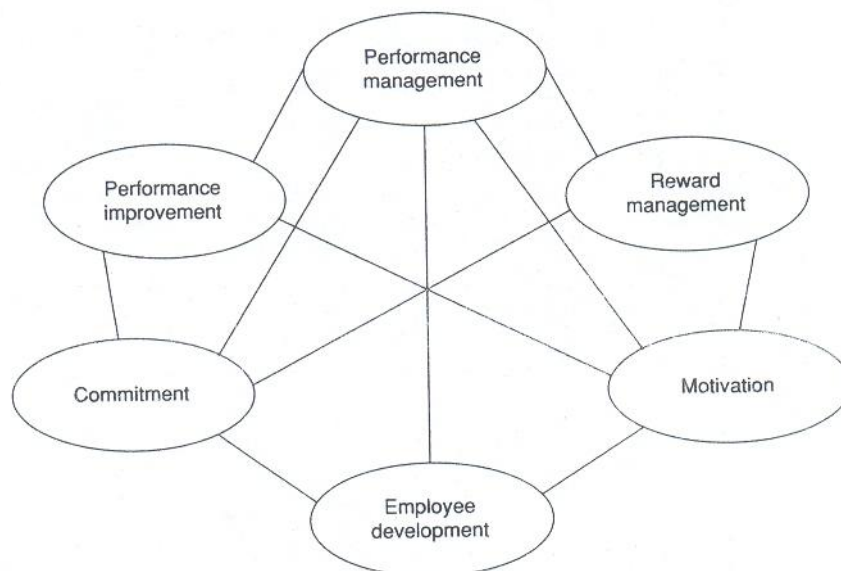 Performance
management
Performance
improvement
Reward
management
Commitment
Motivation
Employee
development